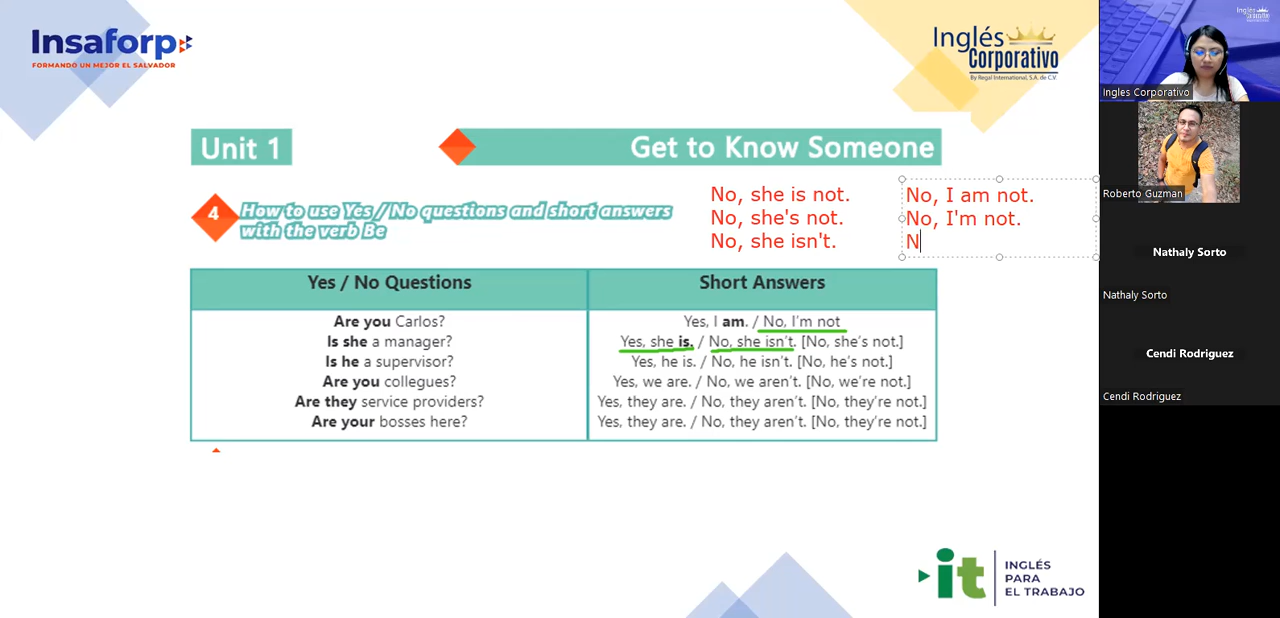 Insaforp
FORMANDO UN MEJOR EL SALVADOR
Inglés
Corporativo
By Regal International, S.A. de C.V.
Unit 1
Get to Know Someone
4
How to use Yes / No questions and short answers
with the verb Be
No, she is not.
No, she's not.
No, she isn't.
No, I am not.
No, I'm not.
N
Yes / No Questions
Short Answers
Are you Carlos?
Yes, I am. / No, I'm not
Is she a manager?
Yes, she is. / No, she isn't. [No, she's not.]
Is he a supervisor?
Yes, he is. / No, he isn't. [No, he's not.]
Are you collegues?
Yes, we are. / No, we aren't. [No, we're not.]
Are they service providers?
Yes, they are. / No, they aren't. [No, they're not.]
Are your bosses here?
Yes, they are. / No, they aren't. [No, they're not.]
it
INGLÉS
PARA
EL TRABAJO
Inglés
Corporativo
Ingles Corporativo
Roberto Guzman
Nathaly Sorto
Nathaly Sorto
Cendi Rodriguez
Cendi Rodriguez